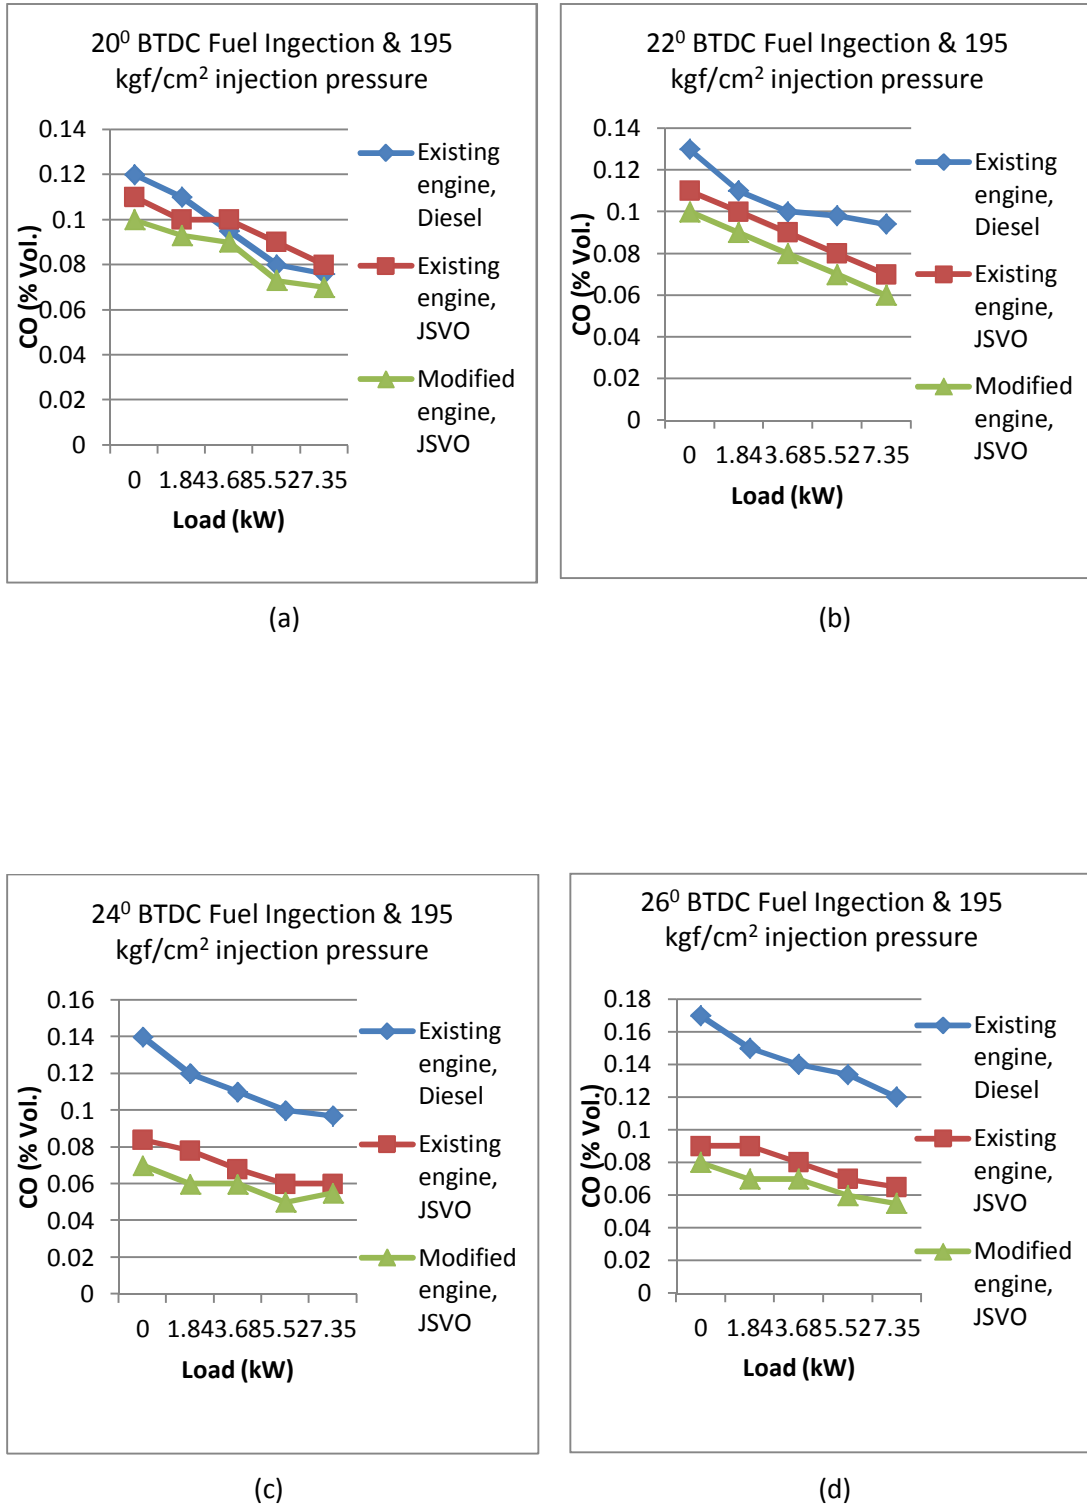 20⁰ BTDC Fuel Ingection & 195
kgf/cm² injection pressure
0.14
0.12
0.1
0.08
0.06
0.04
0.02
0
CO (% Vol.)
0 1.843.685.527.35
Load (kW)
Existing
engine,
Diesel
Existing
engine,
JSVO
Modified
engine,
JSVO
(a)
22⁰ BTDC Fuel Ingection & 195
kgf/cm² injection pressure
0.14
0.12
0.1
0.08
0.06
0.04
0.02
0
CO (% Vol.)
0 1.843.685.527.35
Load (kW)
Existing
engine,
Diesel
Existing
engine,
JSVO
Modified
engine,
JSVO
(b)
24⁰ BTDC Fuel Ingection & 195
kgf/cm² injection pressure
0.16
0.14
0.12
0.1
0.08
0.06
0.04
0.02
0
CO (% Vol.)
0 1.843.685.527.35
Load (kW)
Existing
engine,
Diesel
Existing
engine,
JSVO
Modified
engine,
JSVO
(c)
26⁰ BTDC Fuel Ingection & 195
kgf/cm² injection pressure
0.18
0.16
0.14
0.12
0.1
0.08
0.06
0.04
0.02
0
CO (% Vol.)
0 1.843.685.527.35
Load (kW)
Existing
engine,
Diesel
Existing
engine,
JSVO
Modified
engine,
JSVO
(d)